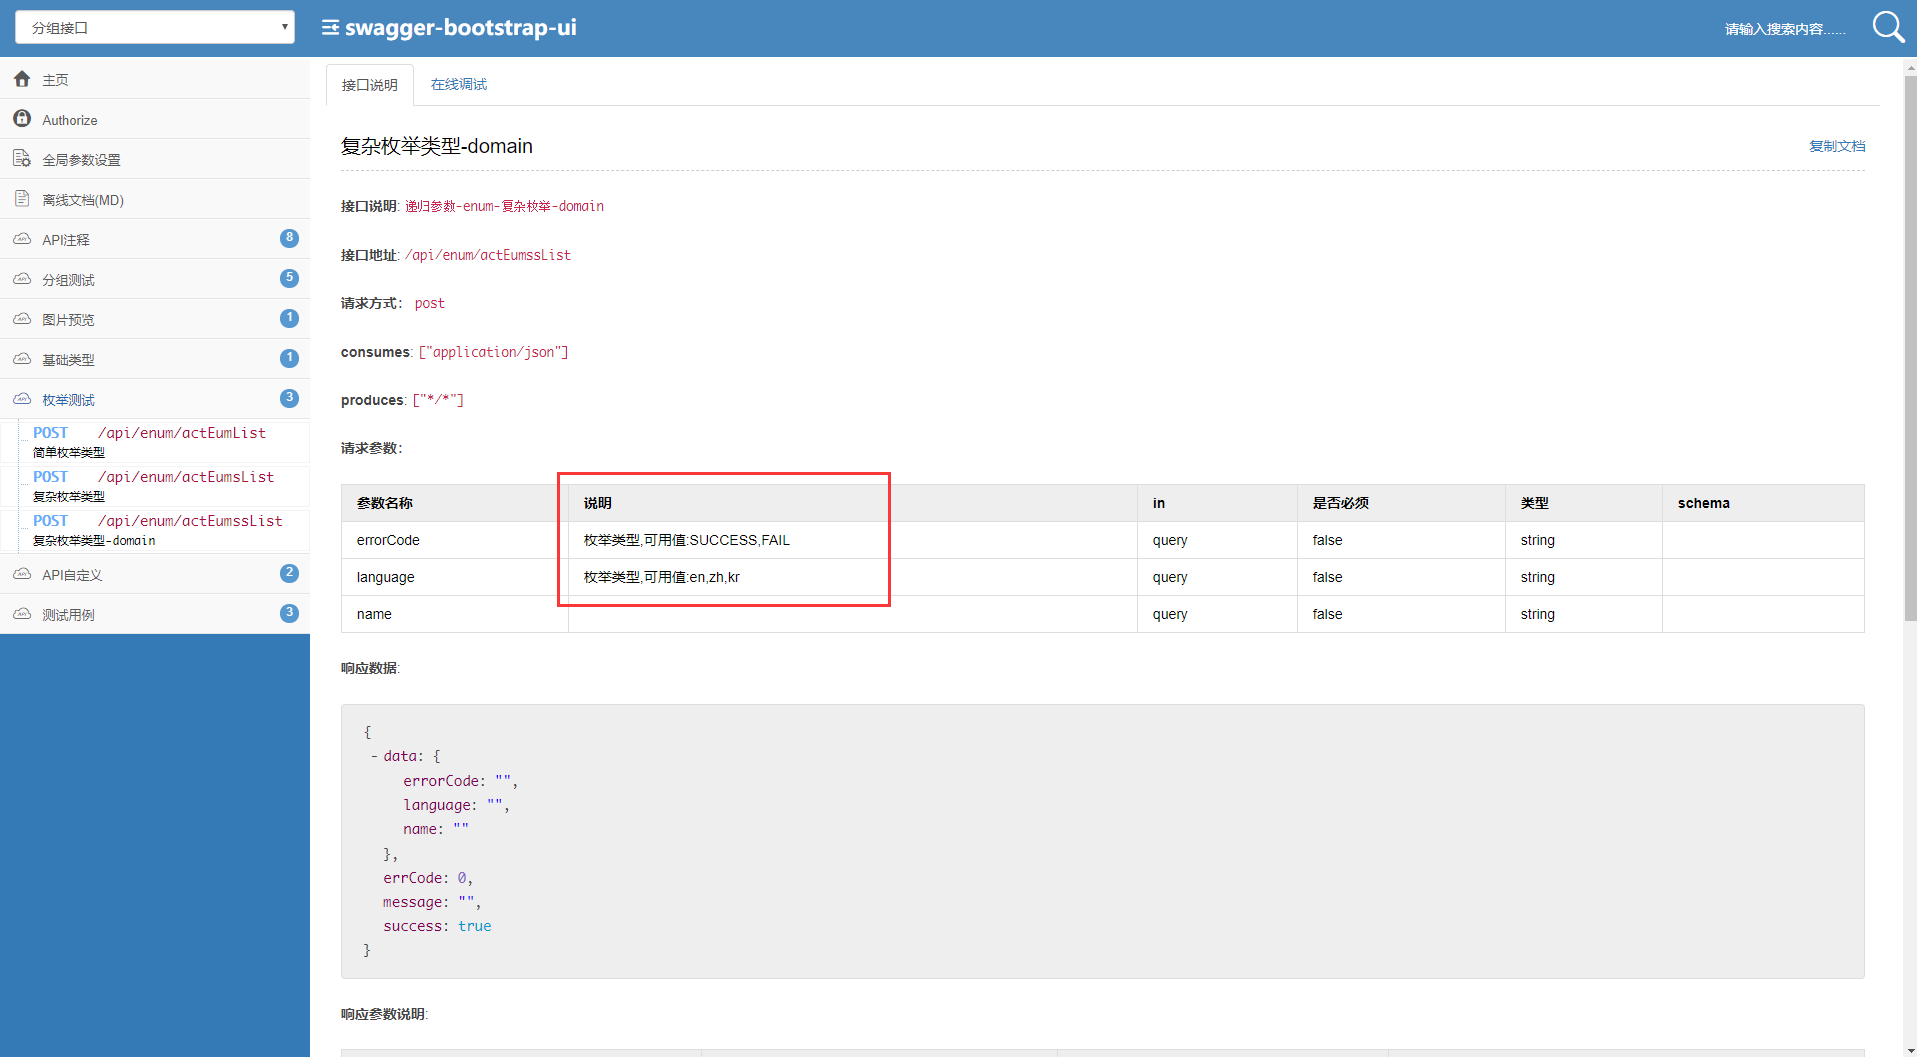 分组接口
swagger-bootstrap-ui
请输入搜索内容......
主页
Authorize
全局参数设置
离线文档(MD)
API注释 8
分组测试 5
图片预览 1
基础类型 1
枚举测试 3
POST /api/enum/actEumList
简单枚举类型
POST /api/enum/actEumsList
复杂枚举类型
POST /api/enum/actEumssList
复杂枚举类型-domain
API自定义 2
测试用例 3
接口说明 在线调试
复杂枚举类型-domain 复制文档
接口说明: 递归参数-enum-复杂枚举-domain
接口地址: /api/enum/actEumssList
请求方式： post
consumes: ["application/json"]
produces: ["*/*"]
请求参数：
参数名称 说明 in 是否必须 类型 schema
errorCode 枚举类型,可用值:SUCCESS,FAIL query false string
language 枚举类型,可用值:en,zh,kr query false string
name query false string
响应数据:
{
- data: {
errorCode: "",
language: "",
name: ""
},
errCode: 0,
message: "",
success: true
}
响应参数说明: